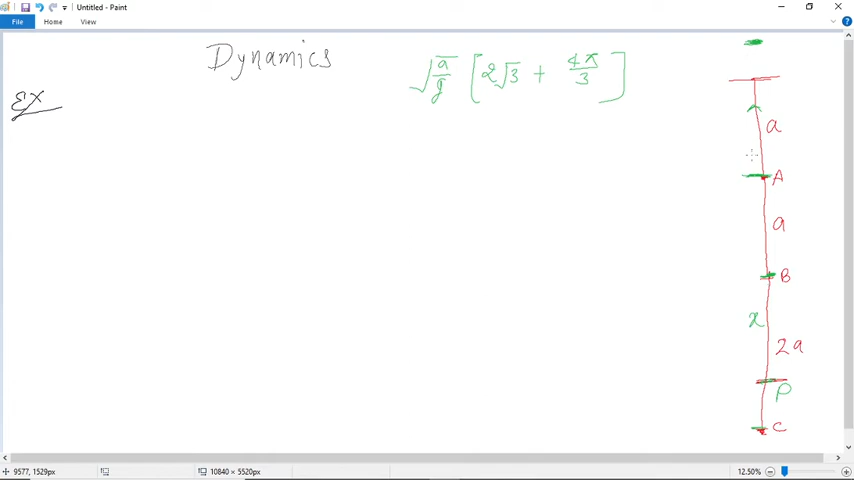 Untitled - Paint
File Home View
Dynamics
√a/g [2√3 + 4π/3]
Ex
a
A
a
B
x
2a
P
C
9577, 1529px
10840 × 5520px
12.50%